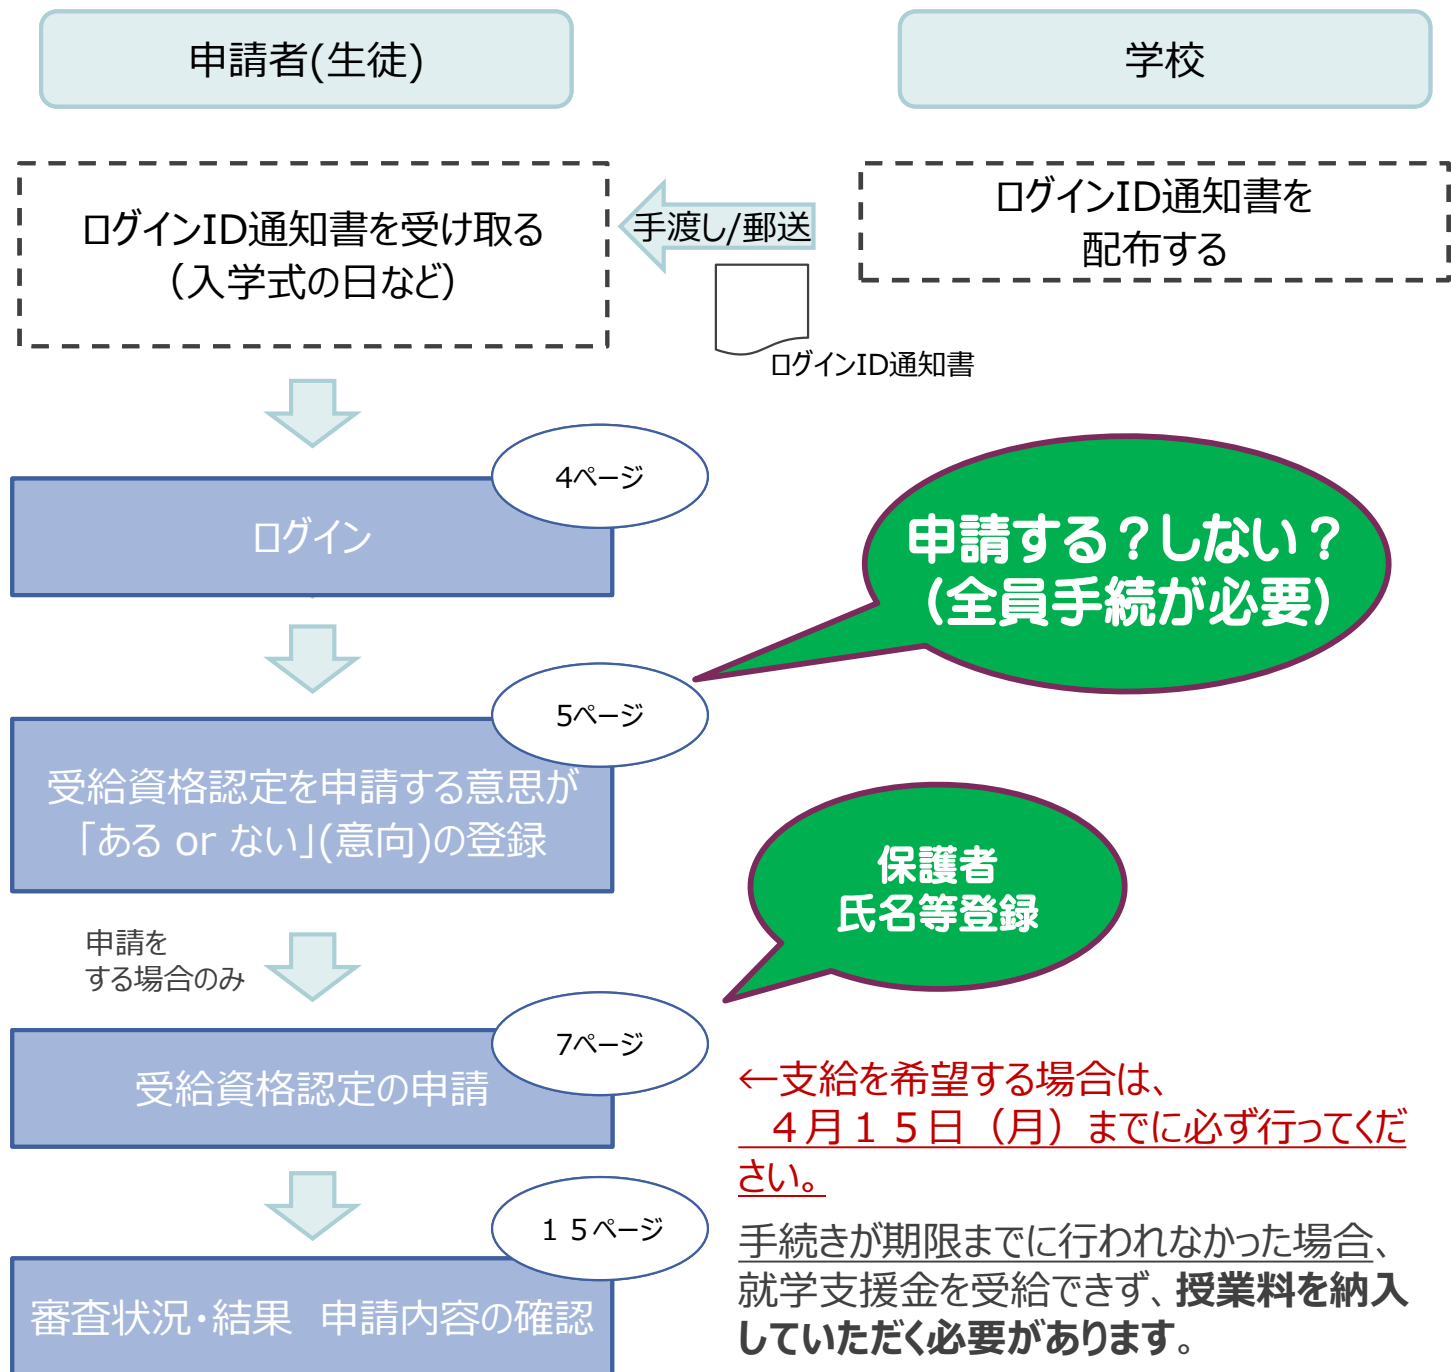 申請者(生徒)
学校
ログインID通知書を受け取る
（入学式の日など）
手渡し/郵送
ログインID通知書を
配布する
ログインID通知書
4ページ
ログイン
申請する？しない？
（全員手続が必要）
5ページ
受給資格認定を申請する意思が
「ある or ない」(意向)の登録
保護者
氏名等登録
申請を
する場合のみ
7ページ
受給資格認定の申請
←支給を希望する場合は、
４月１５日（月）までに必ず行ってくだ
さい。
１５ページ
審査状況・結果　申請内容の確認
手続きが期限までに行われなかった場合、
就学支援金を受給できず、授業料を納入
していただく必要があります。